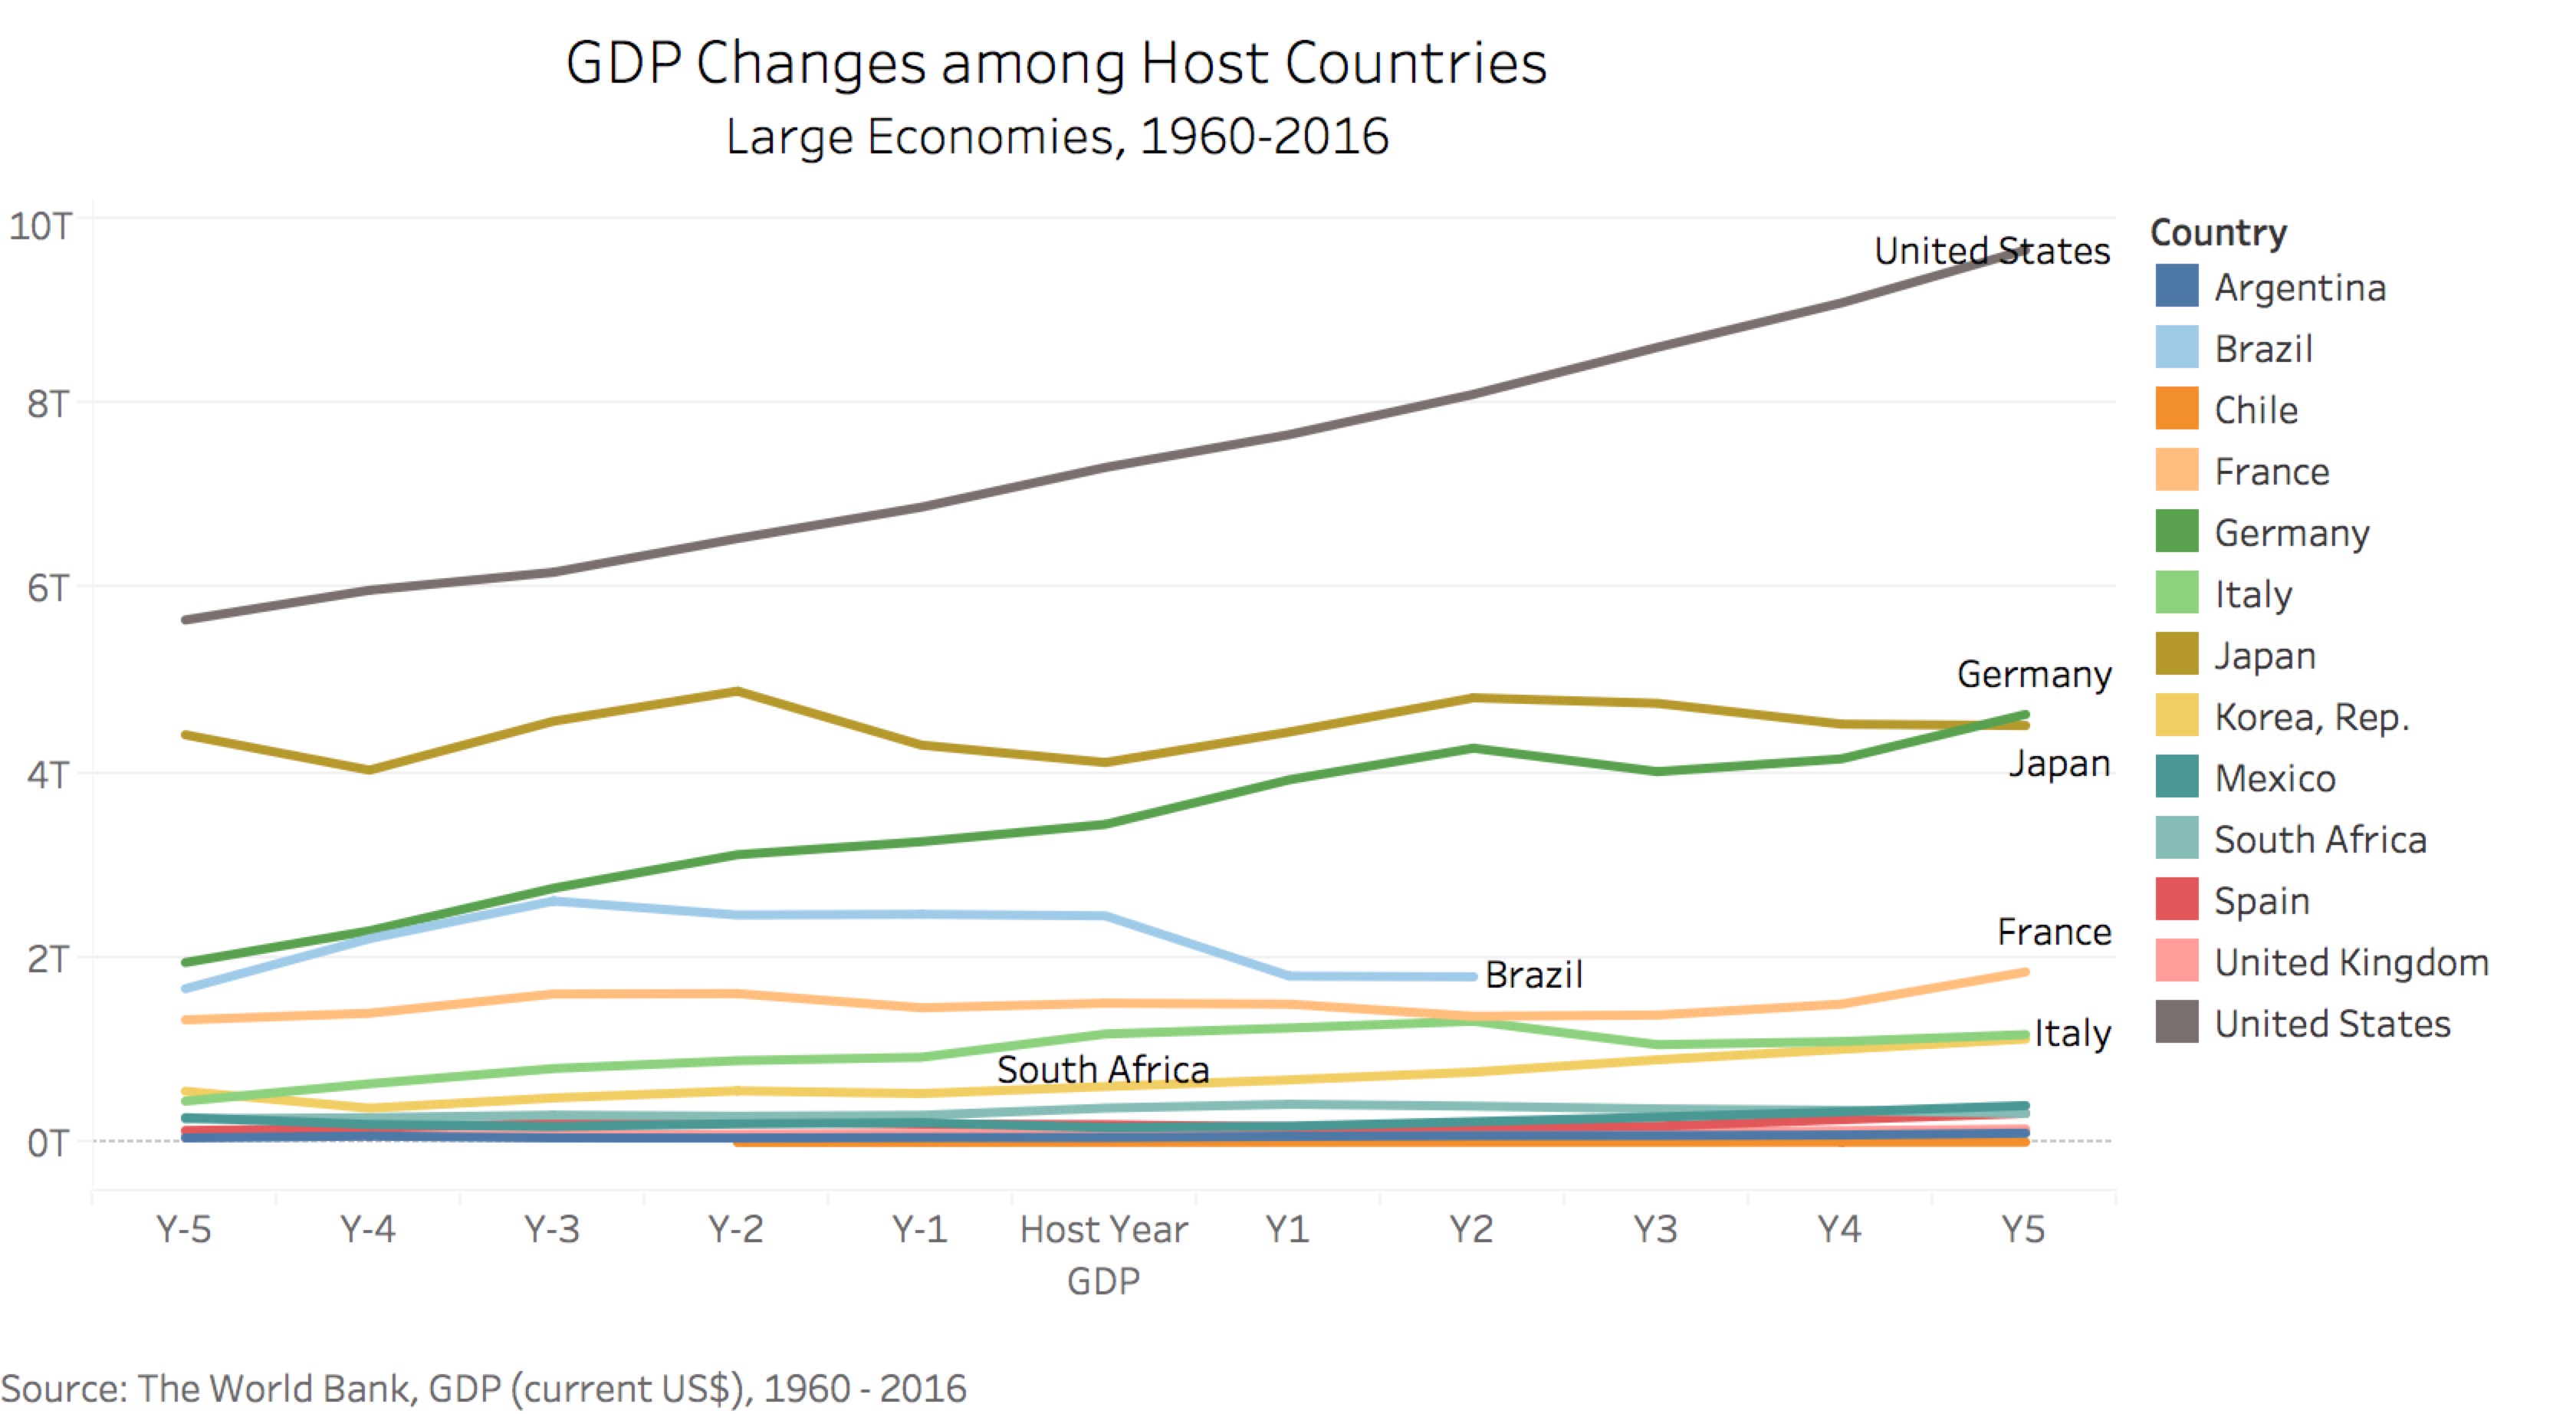 GDP Changes among Host Countries
Large Economies, 1960-2016
10T
8T
6T
4T
2T
0T
United States
Germany
Japan
France
Brazil
Italy
South Africa
Y-5 Y-4 Y-3 Y-2 Y-1 Host Year Y1 Y2 Y3 Y4 Y5
GDP
Country
Argentina
Brazil
Chile
France
Germany
Italy
Japan
Korea, Rep.
Mexico
South Africa
Spain
United Kingdom
United States
Source: The World Bank, GDP (current US$), 1960 - 2016